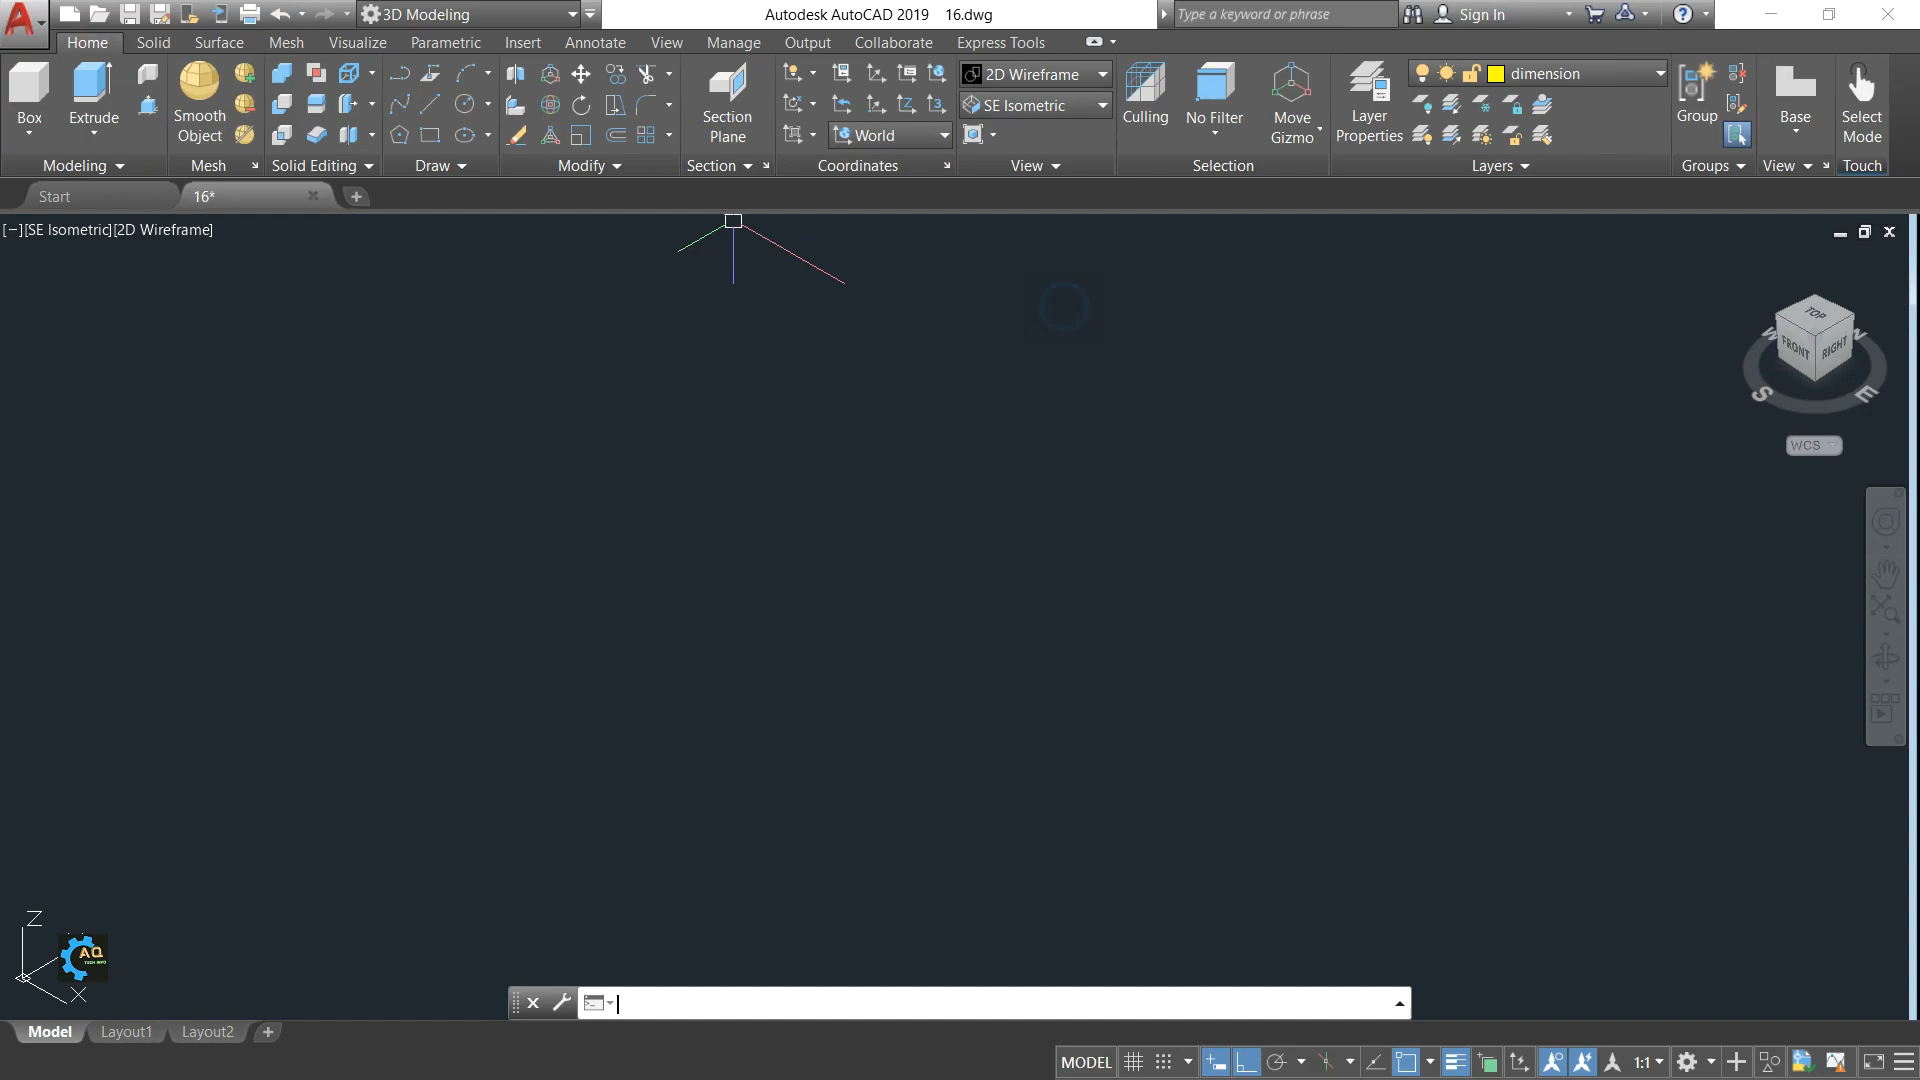 3D Modeling
Autodesk AutoCAD 2019 16.dwg
Type a keyword or phrase
Sign In
Home Solid Surface Mesh Visualize Parametric Insert Annotate View Manage Output Collaborate Express Tools
Box
Extrude
Smooth
Object
Section
Plane
World
2D Wireframe
SE Isometric
Culling
No Filter
Move
Gizmo
Layer
Properties
dimension
Group
Base
Select
Mode
Modeling Mesh Solid Editing Draw Modify Section Coordinates View Selection Layers Groups View Touch
Start 16*
[−][SE Isometric][2D Wireframe]
TOP
FRONT RIGHT
W N
S E
WCS
Z
X
AQ
TECH INFO
Model Layout1 Layout2
MODEL 1:1